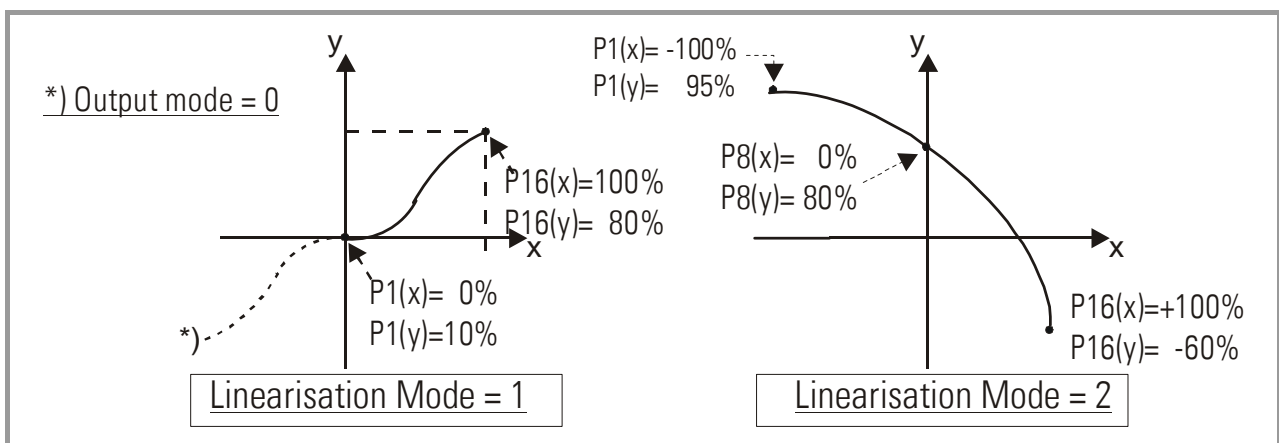 y
*) Output mode = 0
P16(x)=100%
P16(y)= 80%
x
P1(x)= 0%
P1(y)=10%
*)
Linearisation Mode = 1
P1(x)= -100%
P1(y)= 95%
y
P8(x)= 0%
P8(y)= 80%
x
P16(x)=+100%
P16(y)= -60%
Linearisation Mode = 2